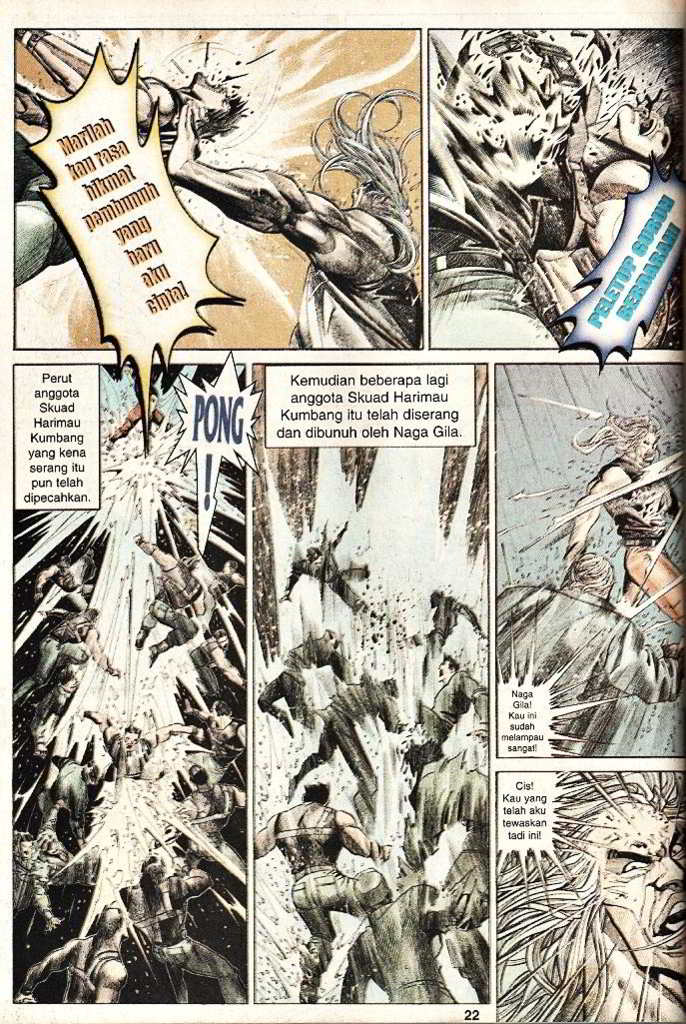 Marilah
kau rasa
hikmat
pembunuh
yang
baru
aku
cipta!
PELETUP GURUN
BERDARAH!
Perut
anggota
Skuad
Harimau
Kumbang
yang kena
serang itu
pun telah
dipecahkan.
PONG
!
Kemudian beberapa lagi
anggota Skuad Harimau
Kumbang itu telah diserang
dan dibunuh oleh Naga Gila.
Naga
Gila!
Kau ini
sudah
melampau
sangat!
Cis!
Kau yang
telah aku
tewaskan
tadi ini!
22